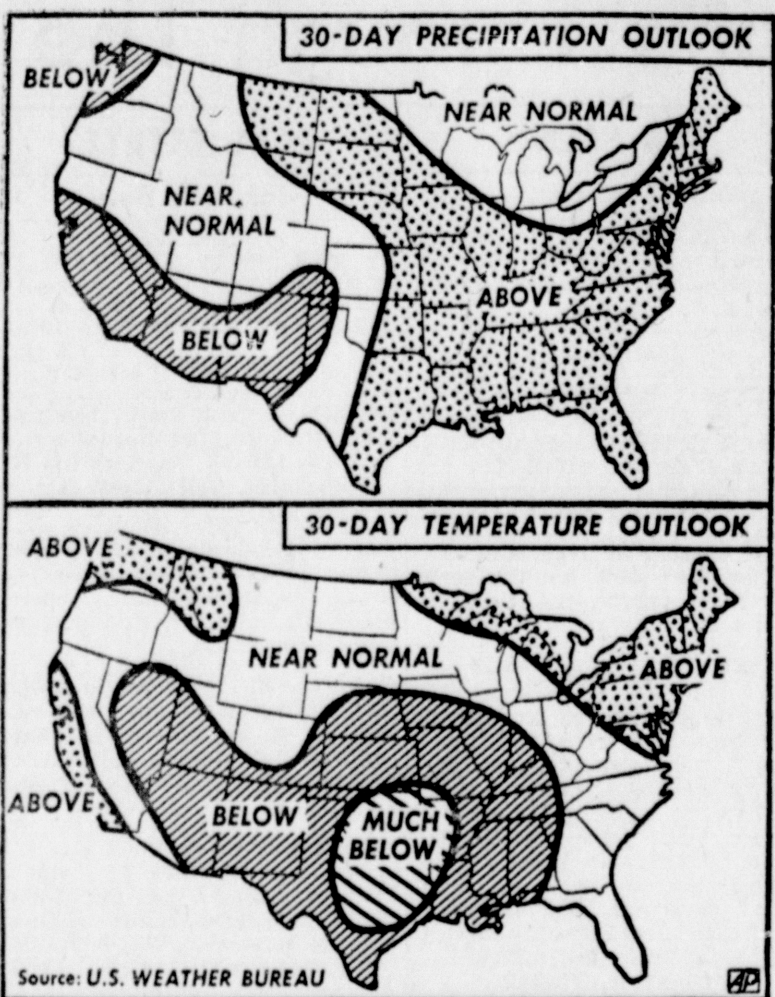 30-DAY PRECIPITATION OUTLOOK
BELOW
NEAR NORMAL
NEAR
NORMAL
ABOVE
BELOW
30-DAY TEMPERATURE OUTLOOK
ABOVE
NEAR NORMAL
ABOVE
ABOVE
BELOW
MUCH
BELOW
Source: U.S. WEATHER BUREAU
AP